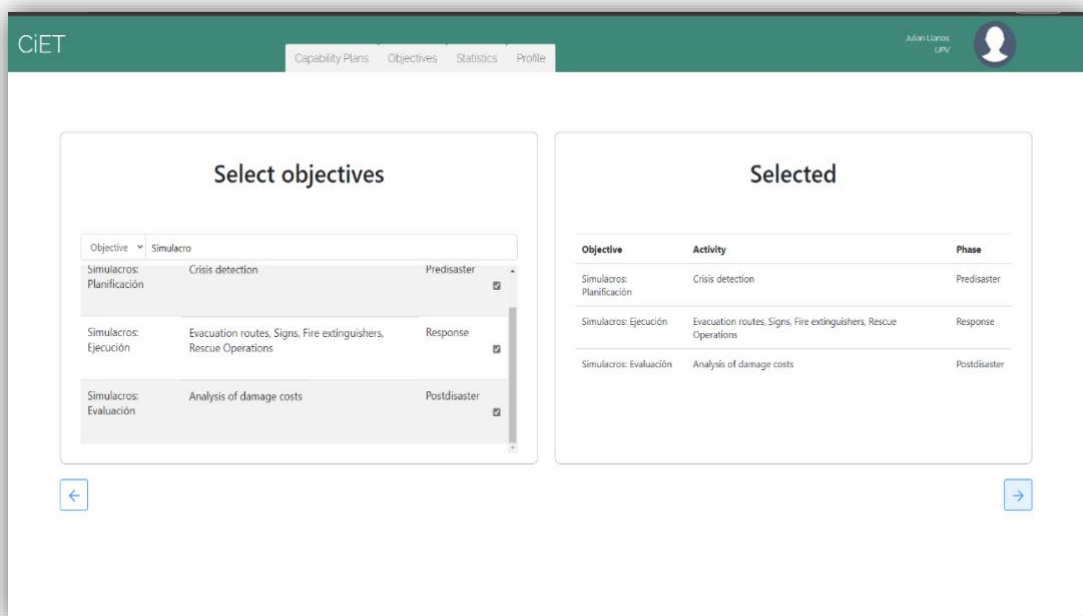 CiET
Capability Plans Objectives Statistics Profile
Julian Llanos
UPV
Select objectives
Objective Simulacro
Simulacros: Crisis detection Predisaster
Planificación
Simulacros: Evacuation routes, Signs, Fire extinguishers, Response
Ejecución Rescue Operations
Simulacros: Analysis of damage costs Postdisaster
Evaluación
Selected
Objective Activity Phase
Simulacros: Crisis detection Predisaster
Planificación
Simulacros: Ejecución Evacuation routes, Signs, Fire extinguishers, Rescue Response
Operations
Simulacros: Evaluación Analysis of damage costs Postdisaster